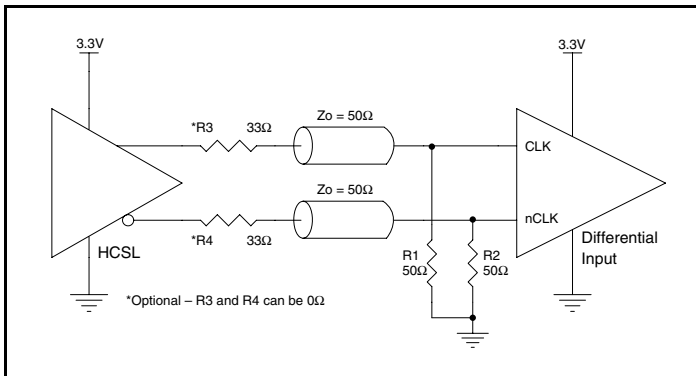 3.3V
3.3V
*R3 33Ω
Zo = 50Ω
CLK
Zo = 50Ω
nCLK
HCSL
*R4 33Ω
R1
50Ω
R2
50Ω
Differential
Input
*Optional – R3 and R4 can be 0Ω